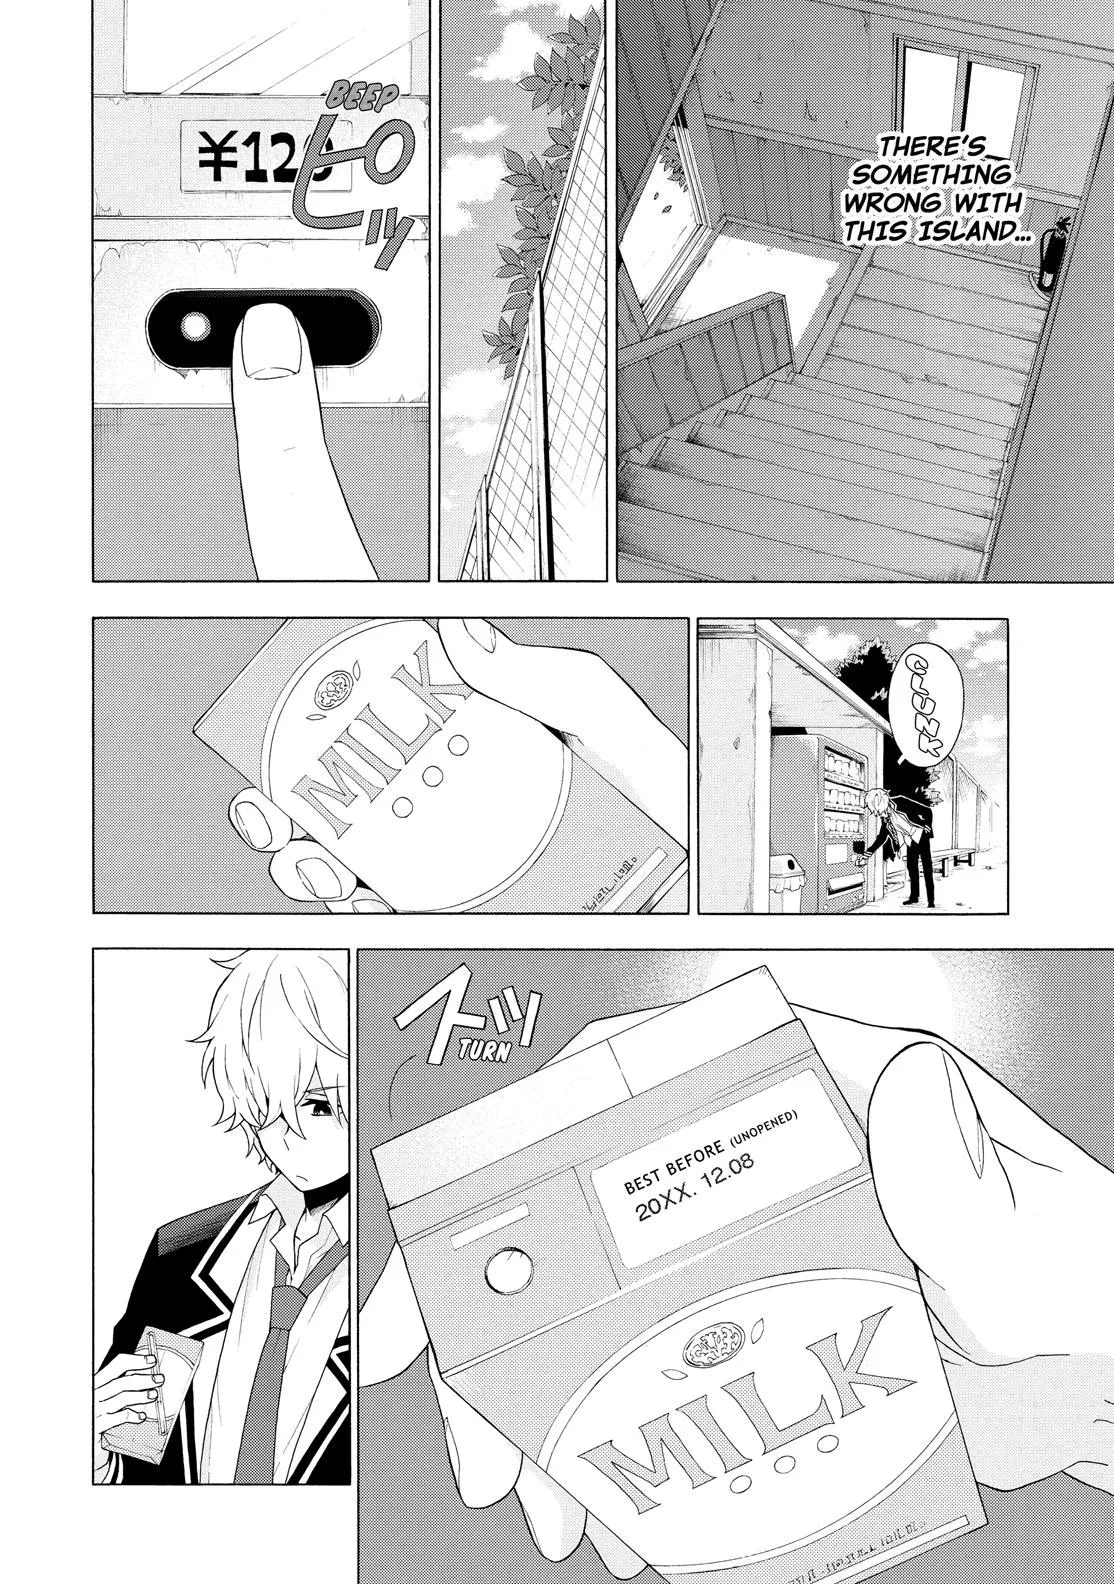 THERE'S
SOMETHING
WRONG WITH
THIS ISLAND...
BEEP
ピッ
¥120
CLUNK
MILK
スッ
TURN
BEST BEFORE (UNOPENED)
20XX. 12.08
MILK